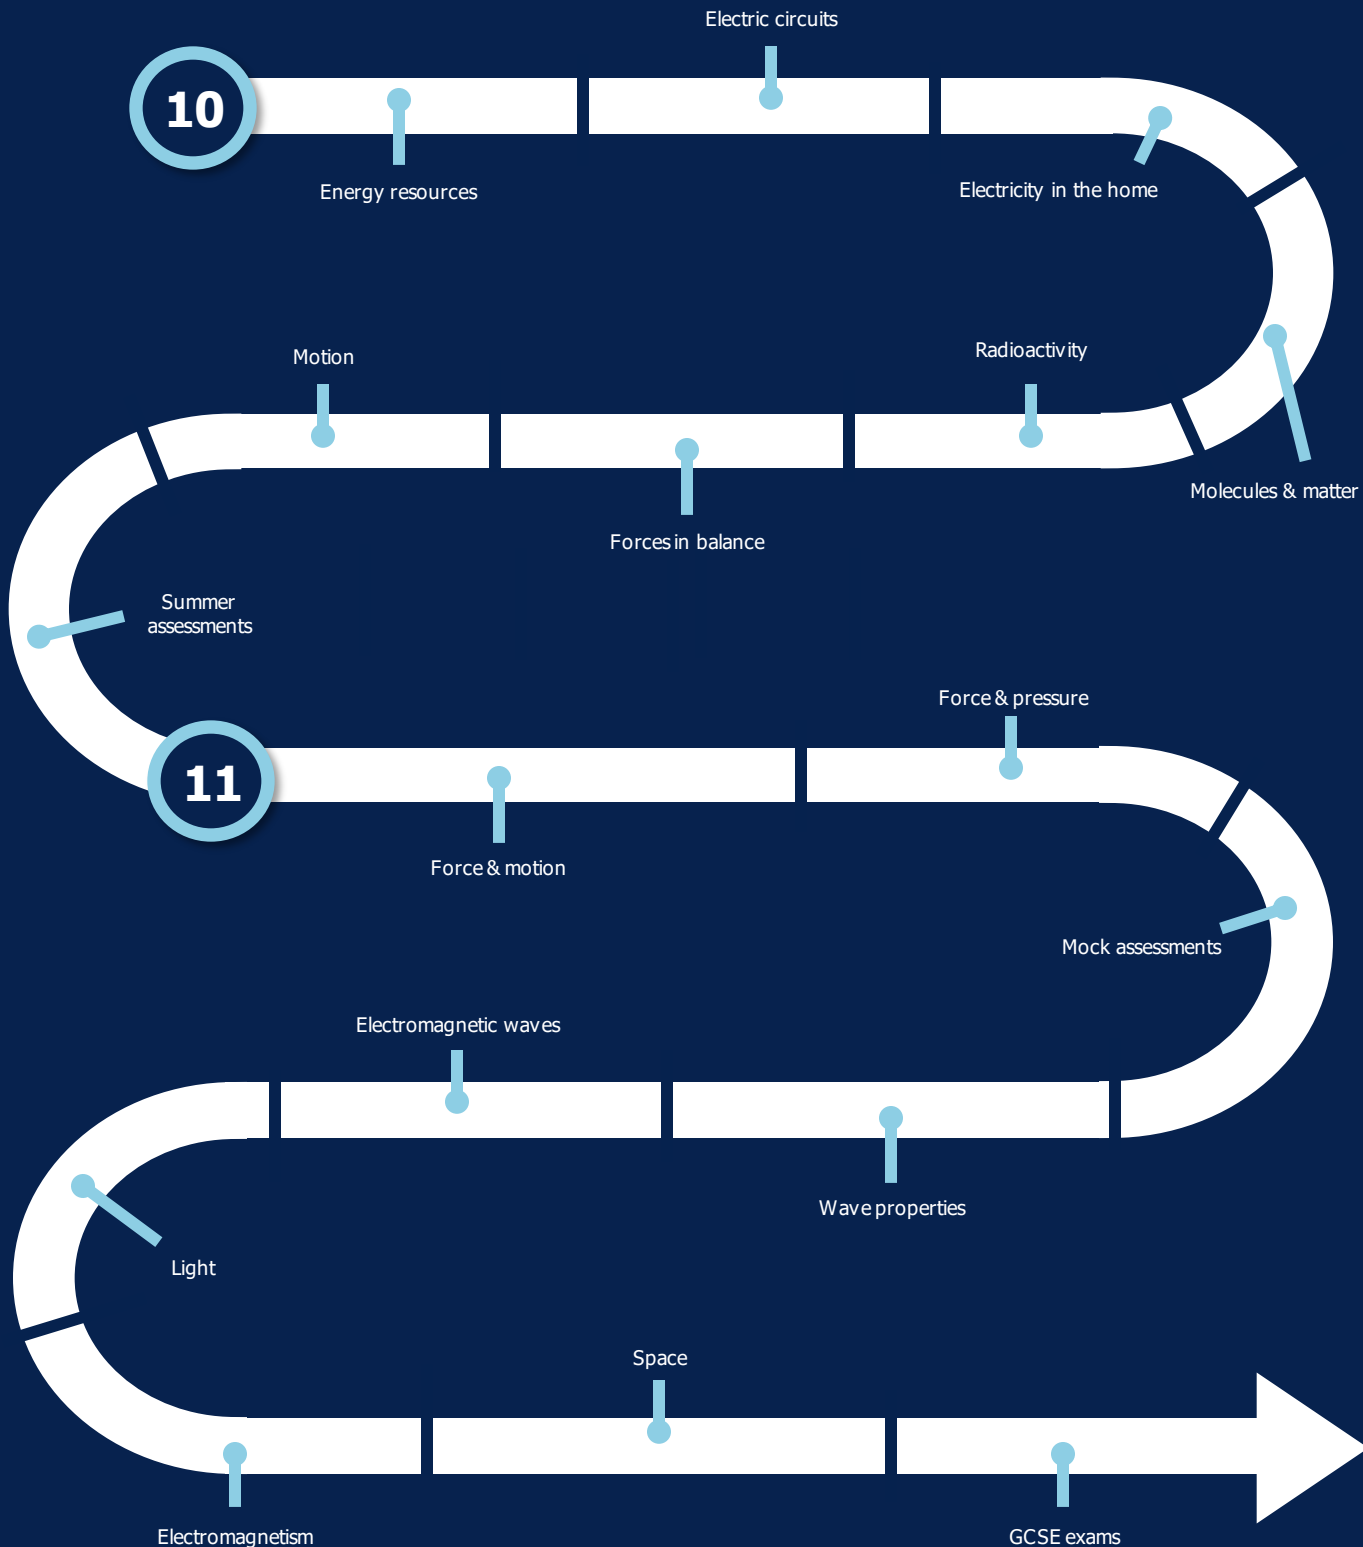 Electric circuits
10
Energy resources
Electricity in the home
Motion
Radioactivity
Molecules & matter
Forces in balance
Summer
assessments
Force & pressure
11
Force & motion
Mock assessments
Electromagnetic waves
Wave properties
Light
Space
Electromagnetism
GCSE exams